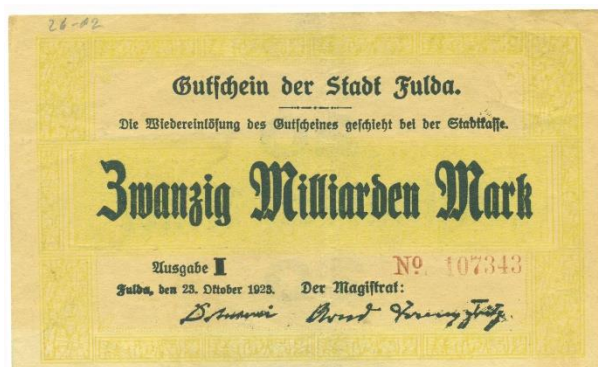 26-02
Gutschein der Stadt Fulda.
Die Wiedereinlösung des Gutscheines geschieht bei der Stadtkasse.
Zwanzig Milliarden Mark
Ausgabe I
Nº 107343
Fulda, den 23. Oktober 1923. Der Magistrat: